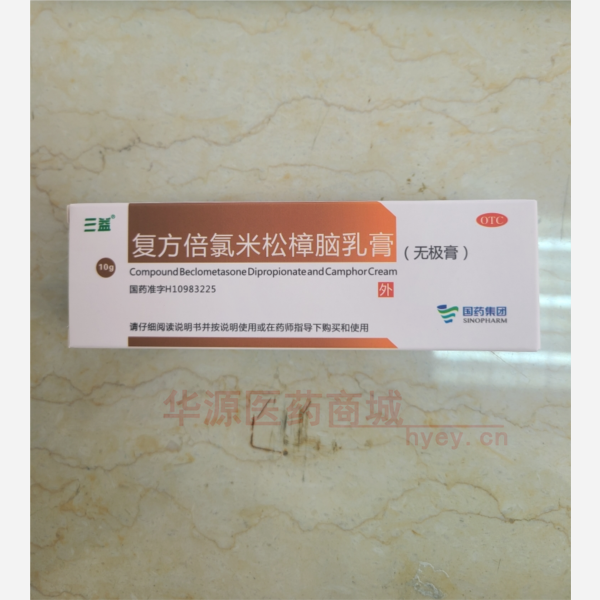 三益®
OTC
复方倍氯米松樟脑乳膏(无极膏)
10g
Compound Beclometasone Dipropionate and Camphor Cream
国药准字H10983225
外
国药集团
SINOPHARM
请仔细阅读说明书并按说明使用或在药师指导下购买和使用
华源医药商城
hyey.cn